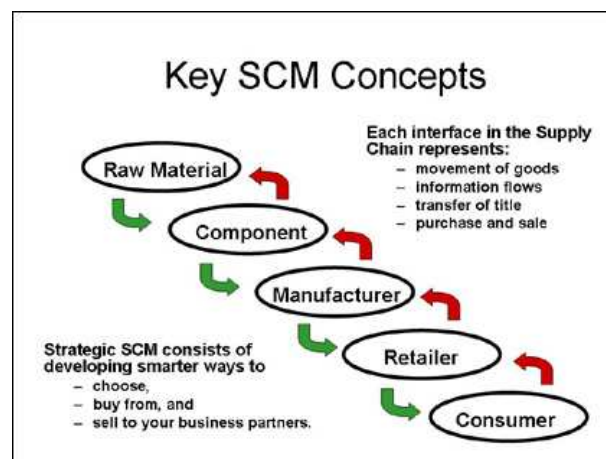 Key SCM Concepts
Each interface in the Supply
Chain represents:
– movement of goods
– information flows
– transfer of title
– purchase and sale
Raw Material
Component
Manufacturer
Retailer
Consumer
Strategic SCM consists of
developing smarter ways to
– choose,
– buy from, and
– sell to your business partners.